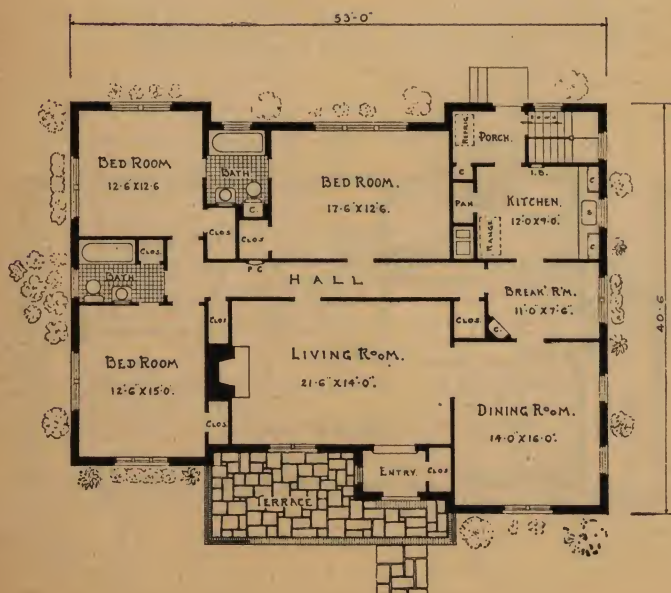 53'-0"
REFRIG.
PORCH.
BED ROOM
12'-6"X12'6
BATH
BED ROOM.
17'-6"X12'6".
C
I.B.
C
PAN.
KITCHEN.
12'0"X9'-0".
S
RANGE
C.
CLOS.
CLOS
C
40'-6
CLOS.
P.C
HALL
BATH
BREAK. R'M.
11'-0"X7'-6".
CLOS
CLOS.
C.
BED ROOM
12'-6"X15'-0".
LIVING ROOM.
21'-6"X14'-0".
DINING ROOM.
14'-0"X16'-0".
CLOS.
ENTRY.
CLOS
TERRACE